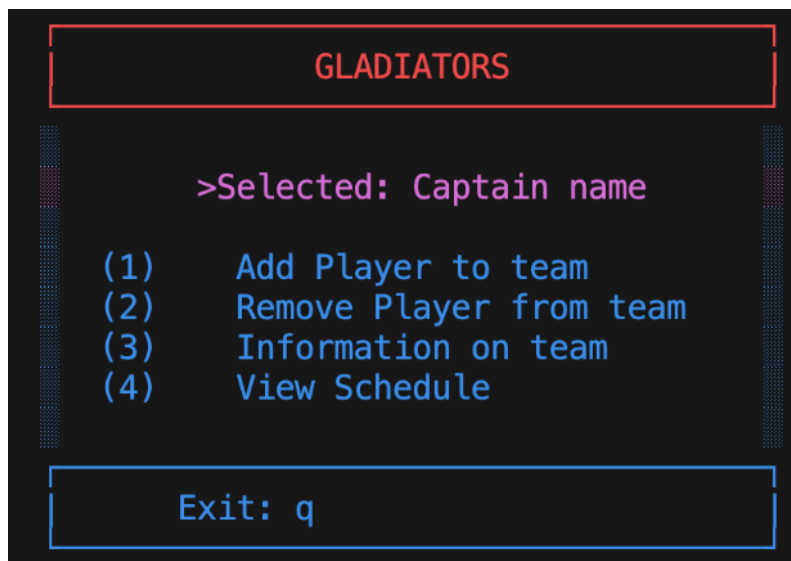 GLADIATORS
>Selected: Captain name
(1) Add Player to team
(2) Remove Player from team
(3) Information on team
(4) View Schedule
Exit: q